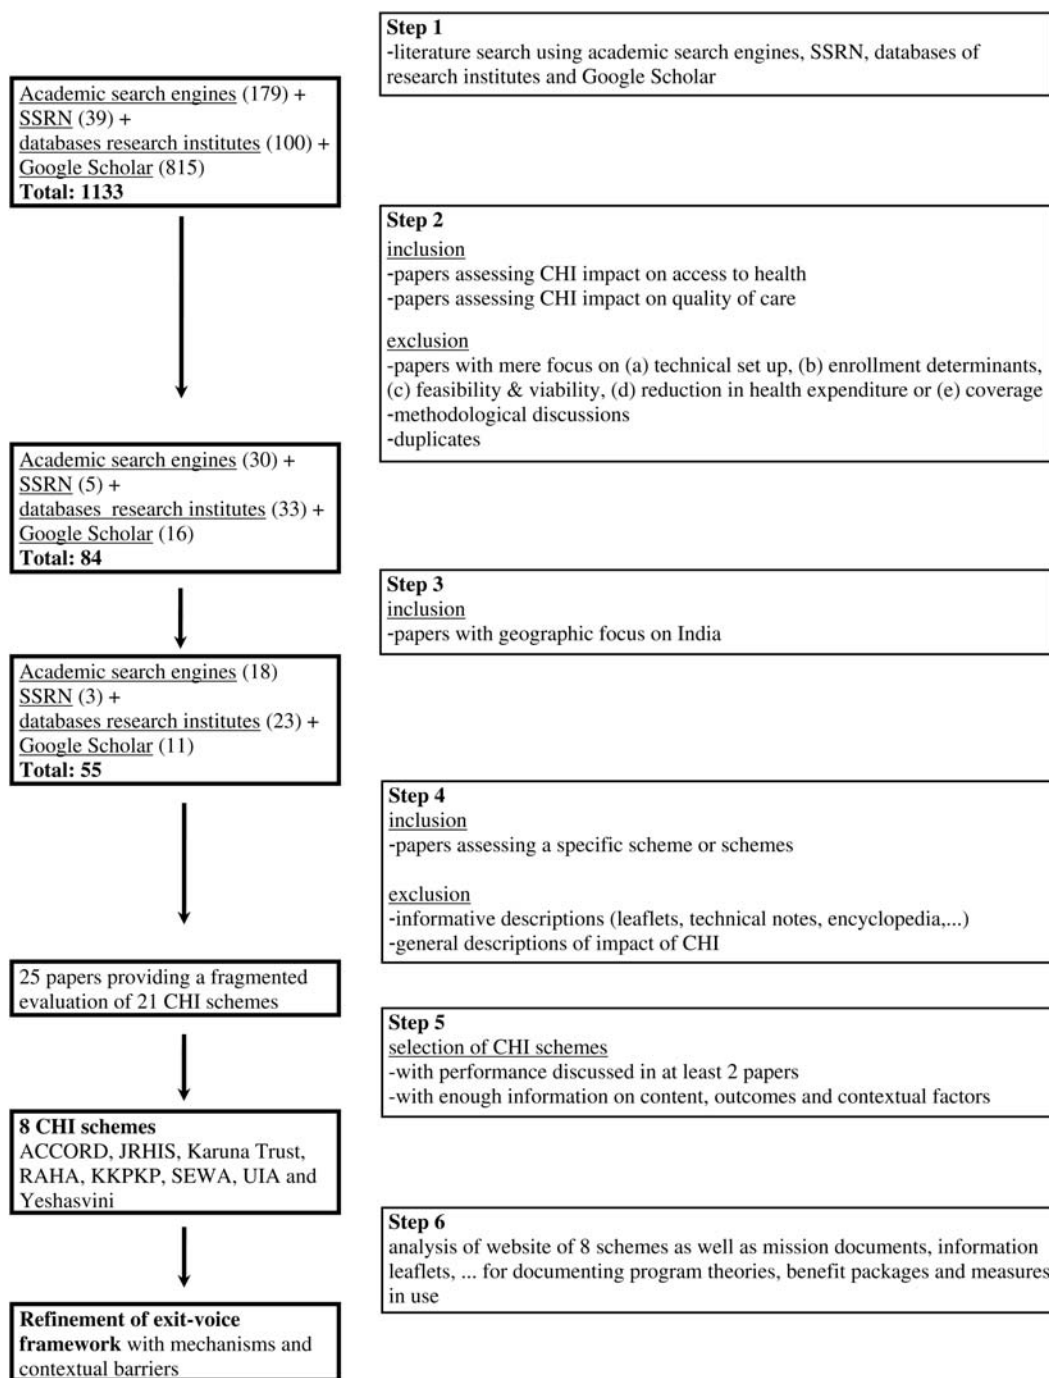 Step 1
-literature search using academic search engines, SSRN, databases of
research institutes and Google Scholar
Academic search engines (179) +
SSRN (39) +
databases research institutes (100) +
Google Scholar (815)
Total: 1133
Step 2
inclusion
-papers assessing CHI impact on access to health
-papers assessing CHI impact on quality of care
exclusion
-papers with mere focus on (a) technical set up, (b) enrollment determinants,
(c) feasibility & viability, (d) reduction in health expenditure or (e) coverage
-methodological discussions
-duplicates
Academic search engines (30) +
SSRN (5) +
databases research institutes (33) +
Google Scholar (16)
Total: 84
Step 3
inclusion
-papers with geographic focus on India
Academic search engines (18)
SSRN (3) +
databases research institutes (23) +
Google Scholar (11)
Total: 55
Step 4
inclusion
-papers assessing a specific scheme or schemes
exclusion
-informative descriptions (leaflets, technical notes, encyclopedia,...)
-general descriptions of impact of CHI
25 papers providing a fragmented
evaluation of 21 CHI schemes
Step 5
selection of CHI schemes
-with performance discussed in at least 2 papers
-with enough information on content, outcomes and contextual factors
8 CHI schemes
ACCORD, JRHIS, Karuna Trust,
RAHA, KKPKP, SEWA, UIA and
Yeshasvini
Step 6
analysis of website of 8 schemes as well as mission documents, information
leaflets, ... for documenting program theories, benefit packages and measures
in use
Refinement of exit-voice
framework with mechanisms and
contextual barriers